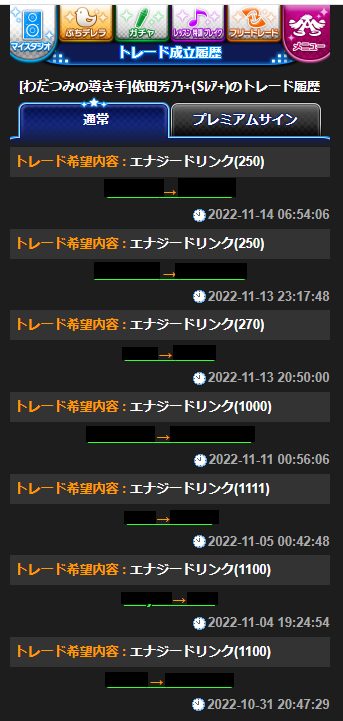 マイスタジオ
ぷちデレラ
ガチャ
レッスン 特訓 ブレイク
フリートレード
メニュー
トレード成立履歴
[わだつみの導き手]依田芳乃+(Sﾚｱ+)のトレード履歴
通常
プレミアムサイン
トレード希望内容 : エナジードリンク(250)
→
2022-11-14 06:54:06
トレード希望内容 : エナジードリンク(250)
→
2022-11-13 23:17:48
トレード希望内容 : エナジードリンク(270)
→
2022-11-13 20:50:00
トレード希望内容 : エナジードリンク(1000)
→
2022-11-11 00:56:06
トレード希望内容 : エナジードリンク(1111)
→
2022-11-05 00:42:48
トレード希望内容 : エナジードリンク(1100)
→
2022-11-04 19:24:54
トレード希望内容 : エナジードリンク(1100)
→
2022-10-31 20:47:29